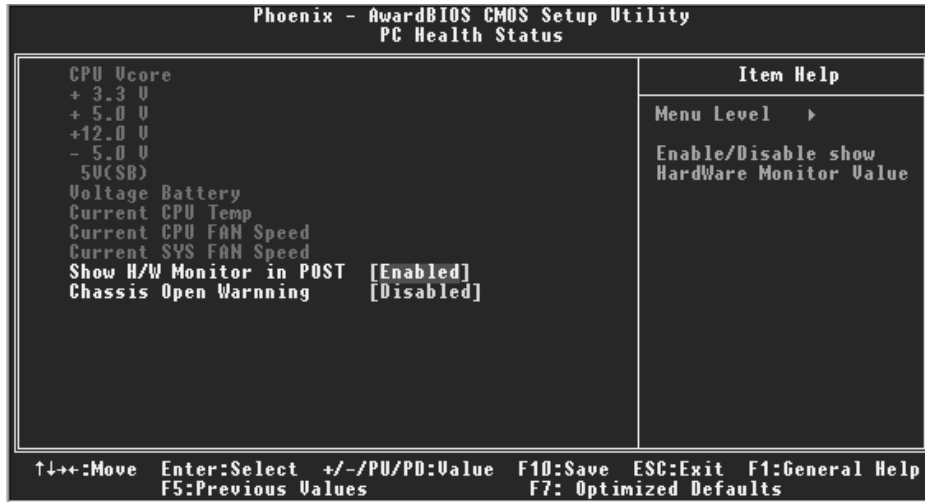 Phoenix - AwardBIOS CMOS Setup Utility
PC Health Status
CPU Vcore
+ 3.3 V
+ 5.0 V
+12.0 V
- 5.0 V
5V(SB)
Voltage Battery
Current CPU Temp
Current CPU FAN Speed
Current SYS FAN Speed
Show H/W Monitor in POST [Enabled]
Chassis Open Warnning [Disabled]
Item Help
Menu Level ▸
Enable/Disable show
HardWare Monitor Value
↑↓→←:Move Enter:Select +/-/PU/PD:Value F10:Save ESC:Exit F1:General Help
F5:Previous Values F7: Optimized Defaults